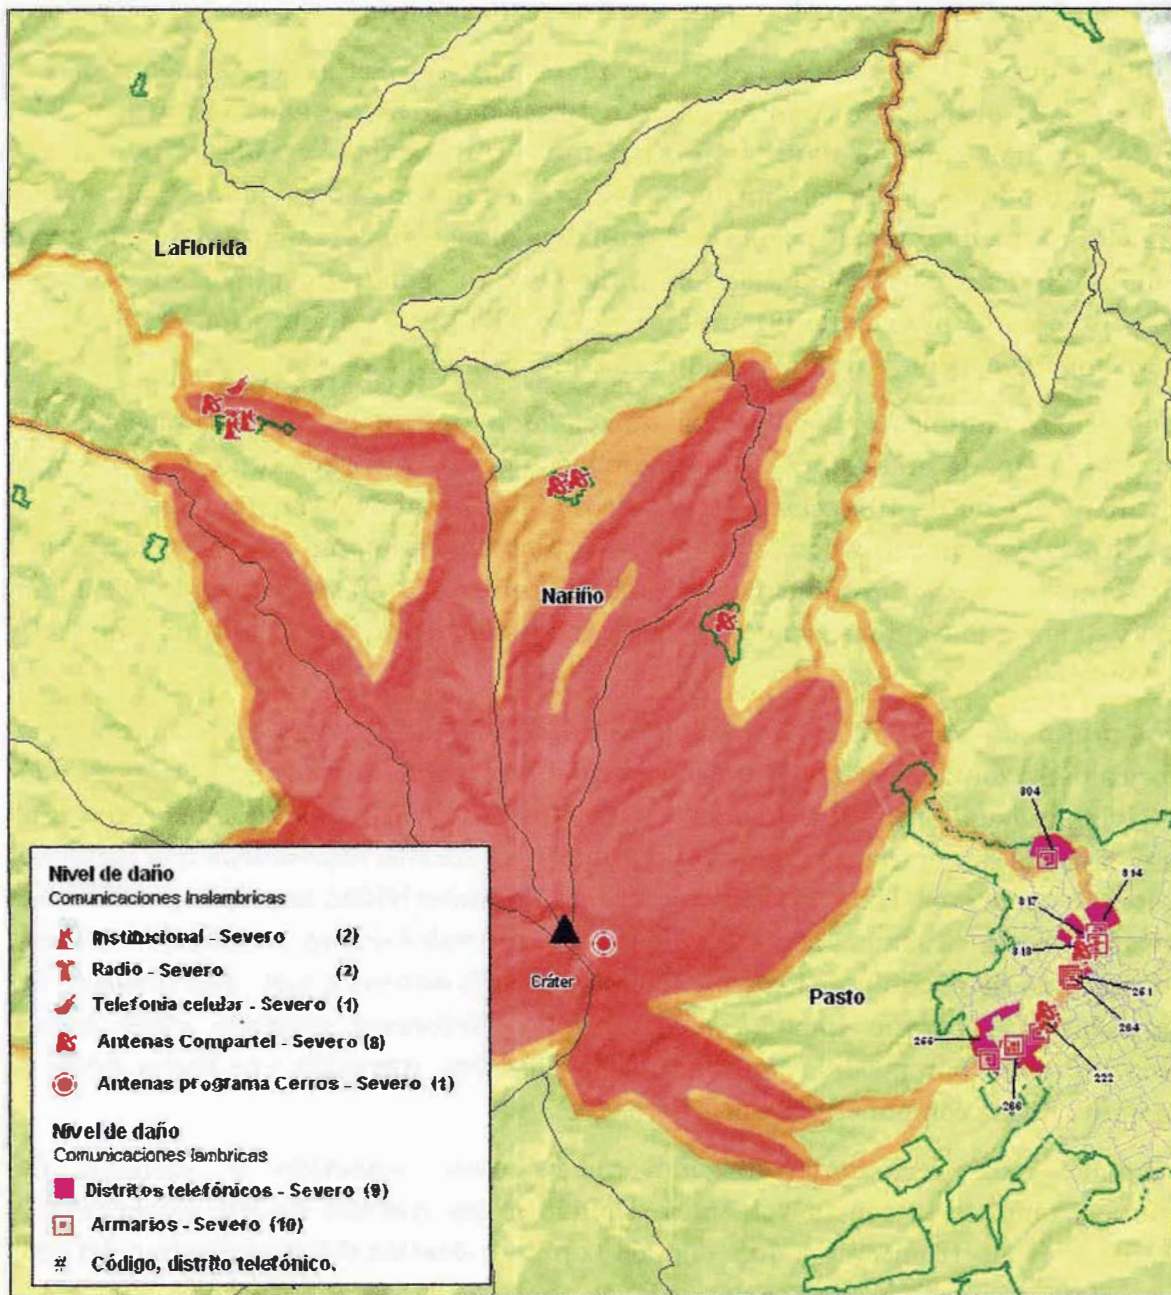 LaFlorida
Nariño
804
814
817
818
251
264
Cráter
Pasto
222
266
Nivel de daño
Comunicaciones Inalambricas
Institucional - Severo (2)
Radio - Severo (2)
Telefonia celular - Severo (1)
Antenas Compartel - Severo (8)
Antenas programa Cerros - Severo (1)
Nivel de daño
Comunicaciones lambricas
Distritos telefónicos - Severo (9)
Armarios - Severo (10)
# Código, distrito telefónico.